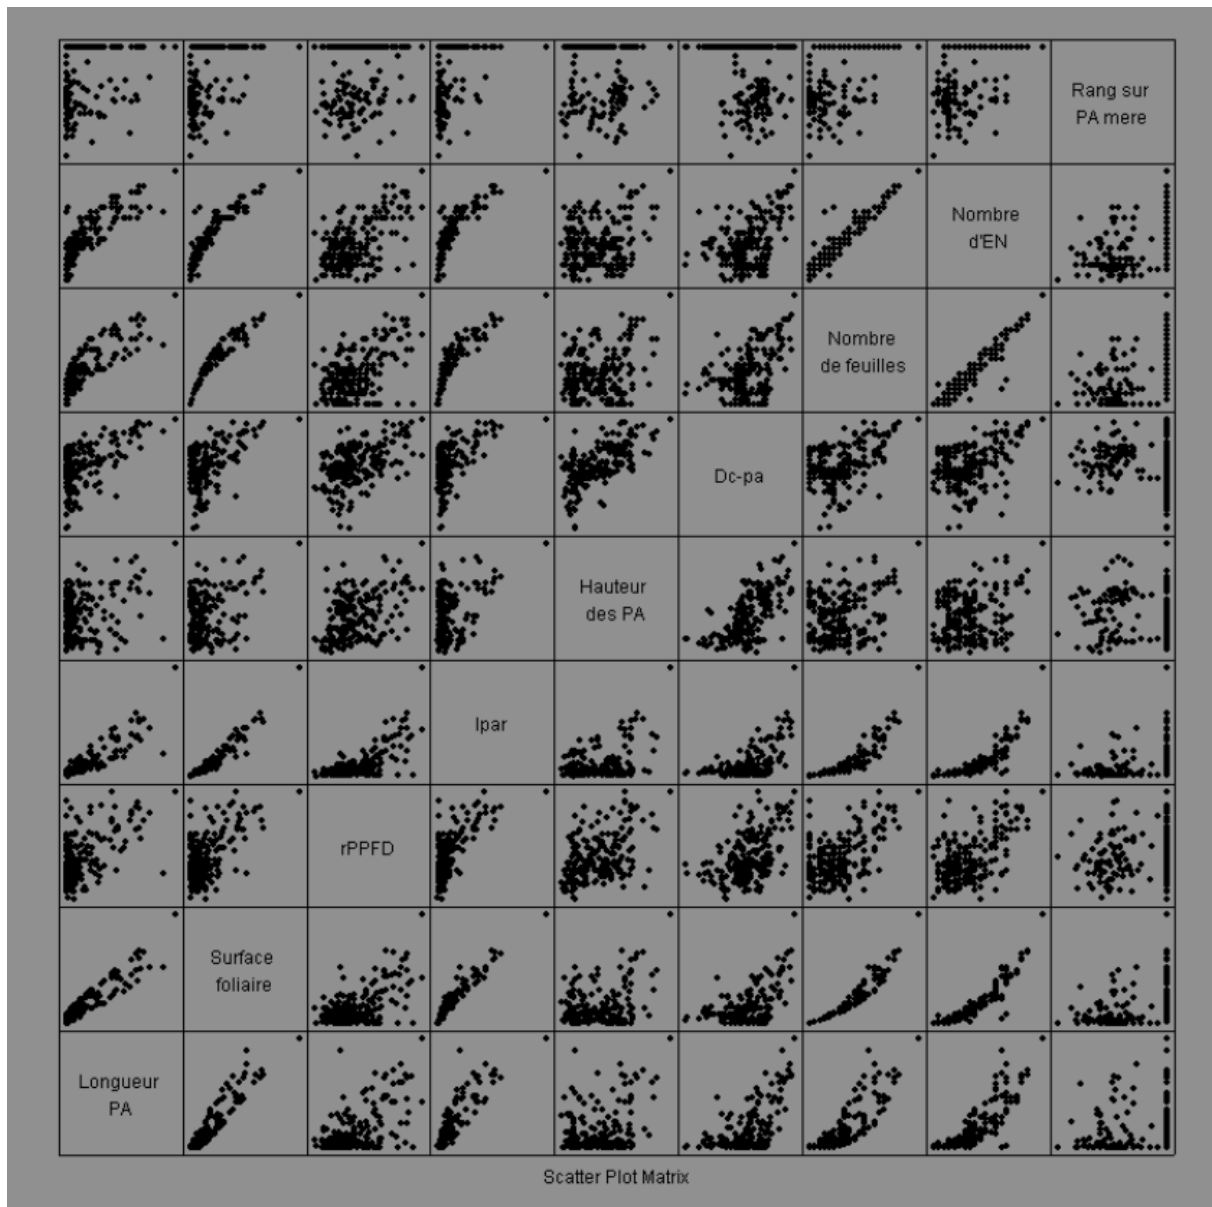 Rang sur
PA mere
Nombre
d'EN
Nombre
de feuilles
Dc-pa
Hauteur
des PA
Ipar
rPPFD
Surface
foliaire
Longueur
PA
Scatter Plot Matrix